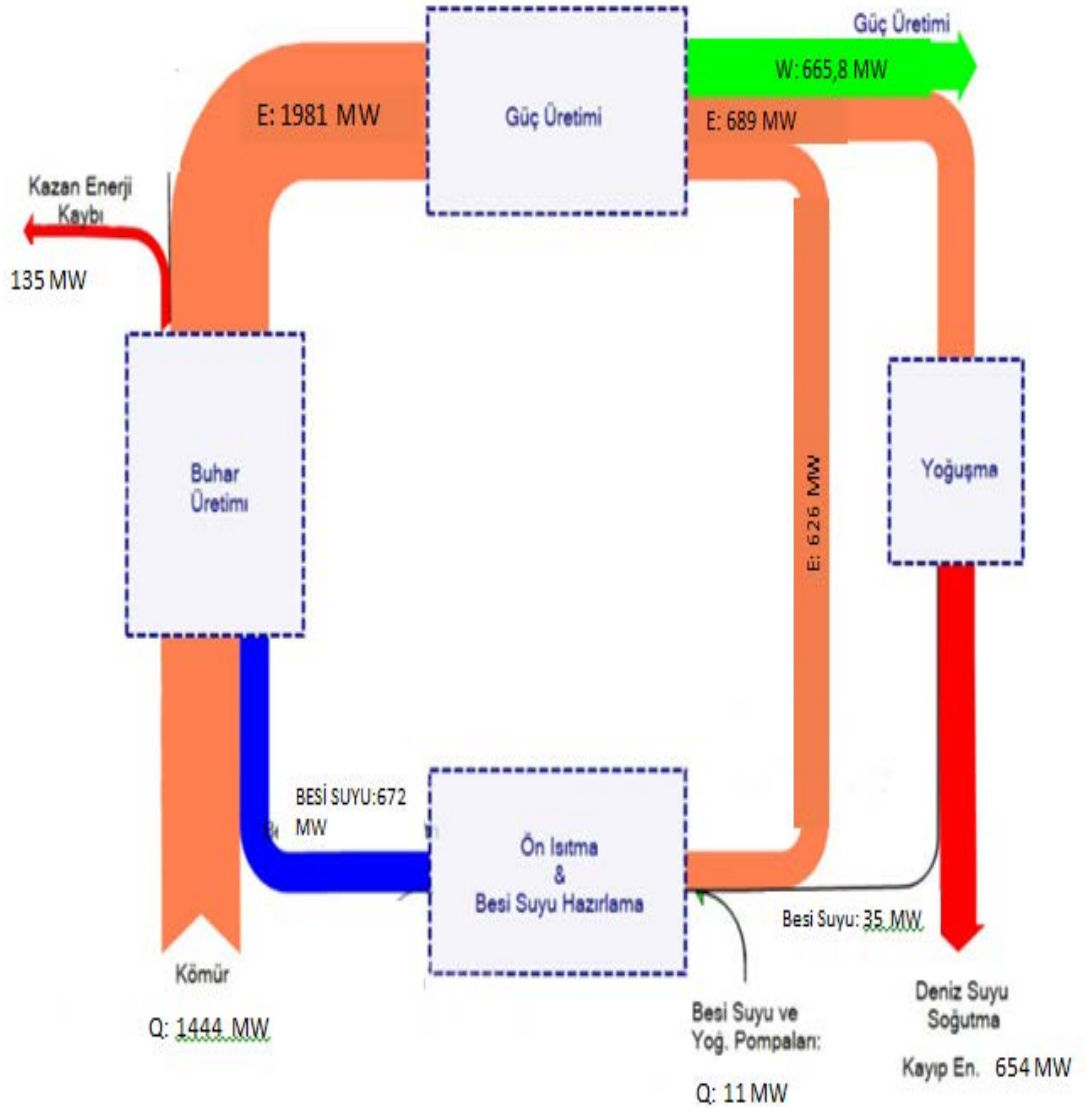 Güç Üretimi
W: 665,8 MW
E: 1981 MW
Güç Üretimi
E: 689 MW
Kazan Enerji
Kaybı
135 MW
Buhar
Üretimı
Yoğuşma
E: 626 MW
BESİ SUYU:672
MW
Ön Isıtma
&
Besi Suyu Hazırlama
Besi Suyu: 35 MW
Kömür
Q: 1444 MW
Besi Suyu ve
Yoğ. Pompaları:
Q: 11 MW
Deniz Suyu
Soğutma
Kayıp En. 654 MW